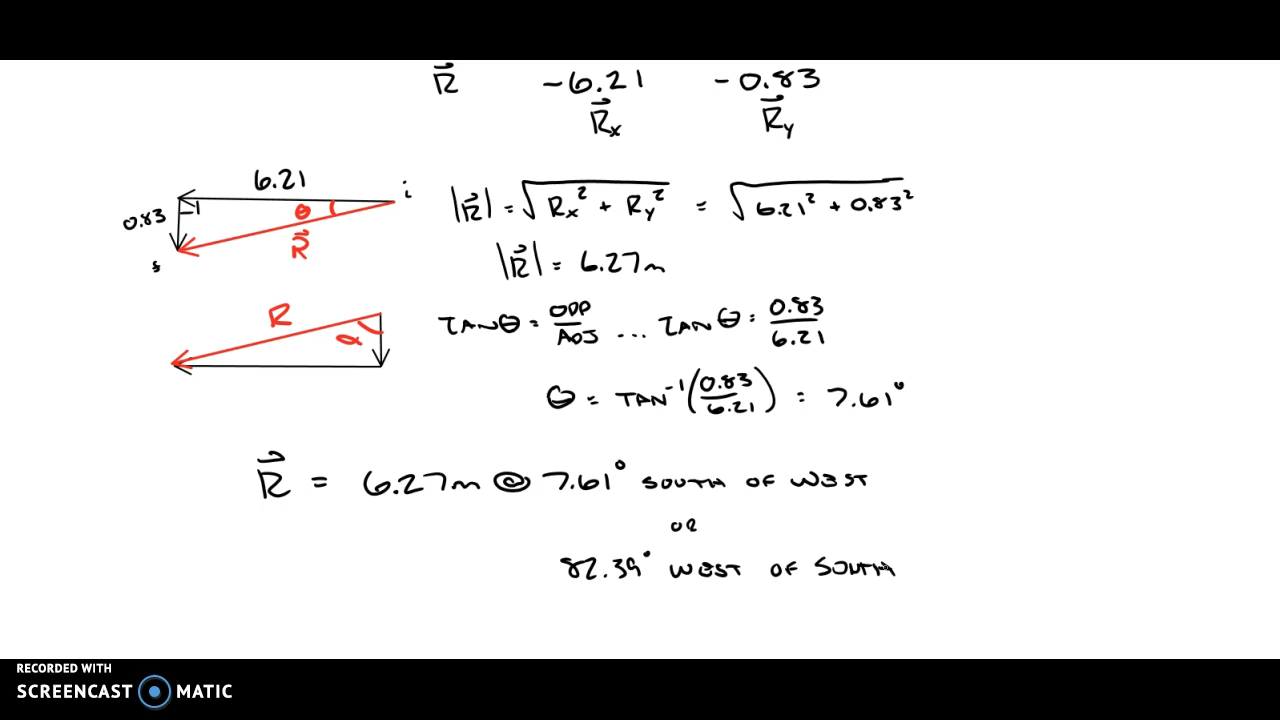 R⃗ -6.21 -0.83
R⃗x R⃗y
6.21 i
0.83 θ
R⃗
f
|R⃗| = √Rx² + Ry² = √6.21² + 0.83²
|R⃗| = 6.27m
R
α
TANθ = OPP/ADJ ... TANθ = 0.83/6.21
θ = TAN⁻¹(0.83/6.21) = 7.61°
R⃗ = 6.27m @ 7.61° SOUTH OF WEST
OR
82.39° WEST OF SOUTH
RECORDED WITH
SCREENCAST MATIC